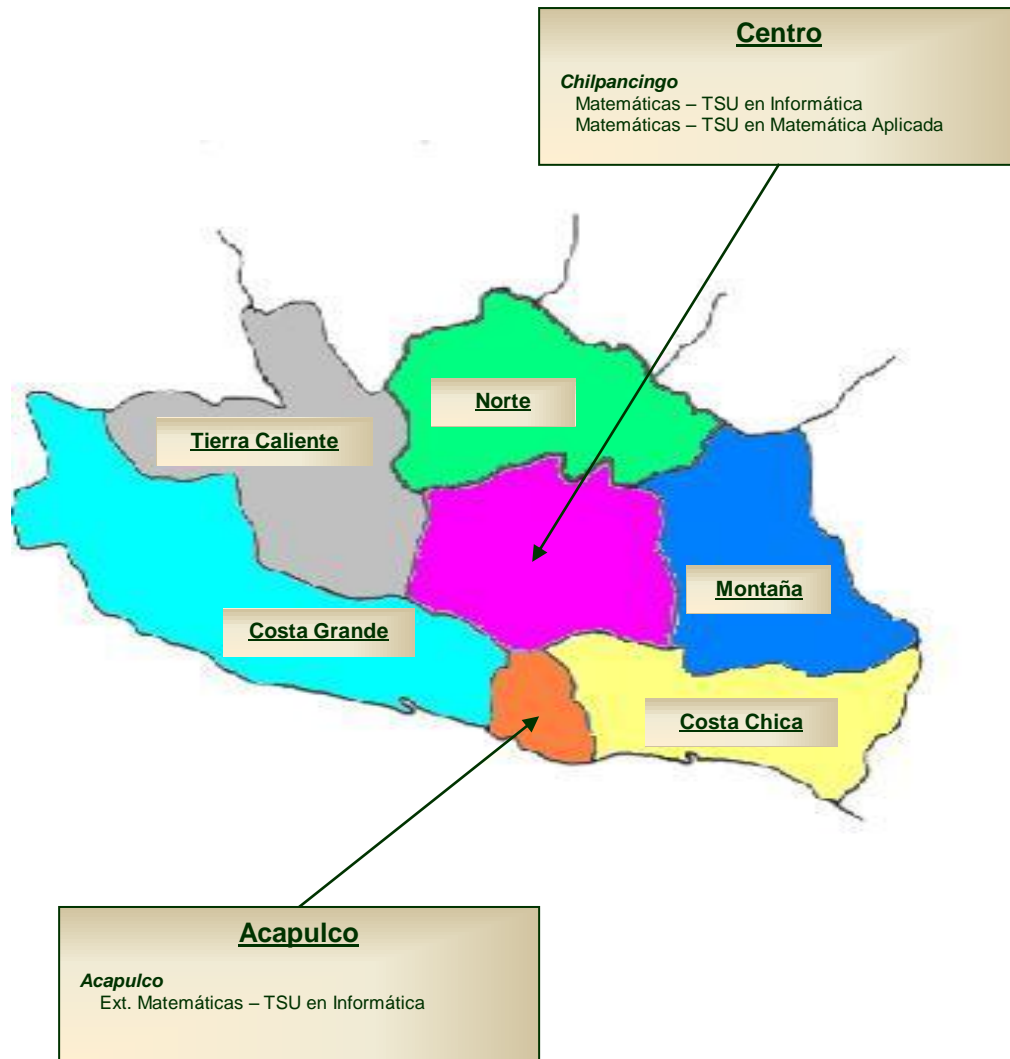 Centro
Chilpancingo
Matemáticas – TSU en Informática
Matemáticas – TSU en Matemática Aplicada
Norte
Tierra Caliente
Montaña
Costa Grande
Costa Chica
Acapulco
Acapulco
Ext. Matemáticas – TSU en Informática